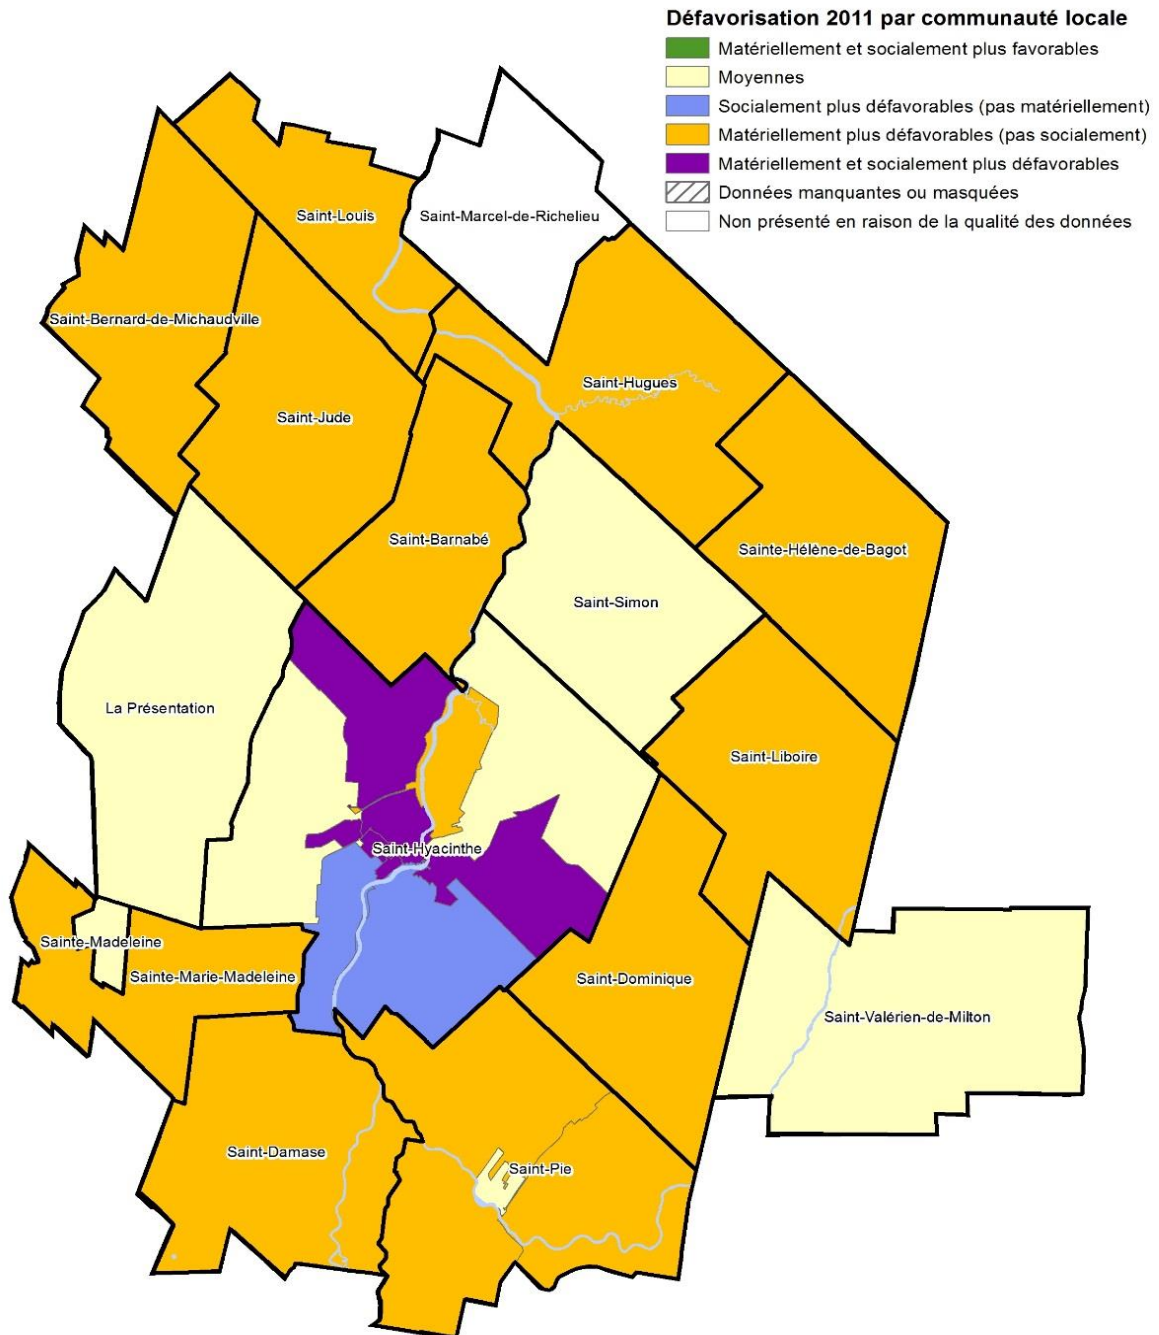 Défavorisation 2011 par communauté locale
Matériellement et socialement plus favorables
Moyennes
Socialement plus défavorables (pas matériellement)
Matériellement plus défavorables (pas socialement)
Matériellement et socialement plus défavorables
Données manquantes ou masquées
Non présenté en raison de la qualité des données
Saint-Louis
Saint-Marcel-de-Richelieu
Saint-Bernard-de-Michaudville
Saint-Hugues
Saint-Jude
Saint-Barnabé
Sainte-Hélène-de-Bagot
Saint-Simon
La Présentation
Saint-Liboire
Saint-Hyacinthe
Sainte-Madeleine
Sainte-Marie-Madeleine
Saint-Dominique
Saint-Valérien-de-Milton
Saint-Damase
Saint-Pie